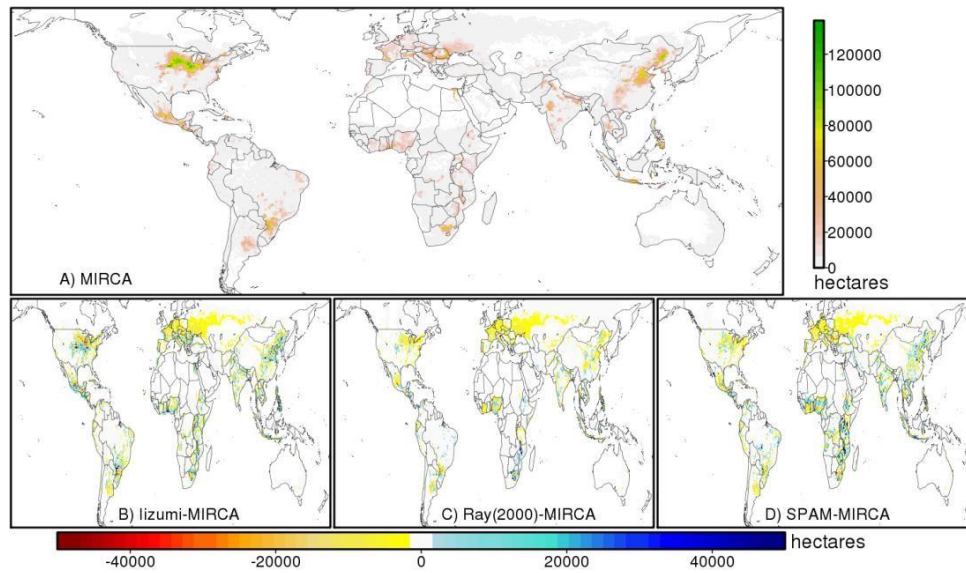 120000
100000
80000
60000
40000
20000
0
hectares
A) MIRCA
B) Iizumi-MIRCA
C) Ray(2000)-MIRCA
D) SPAM-MIRCA
-40000 -20000 0 20000 40000 hectares